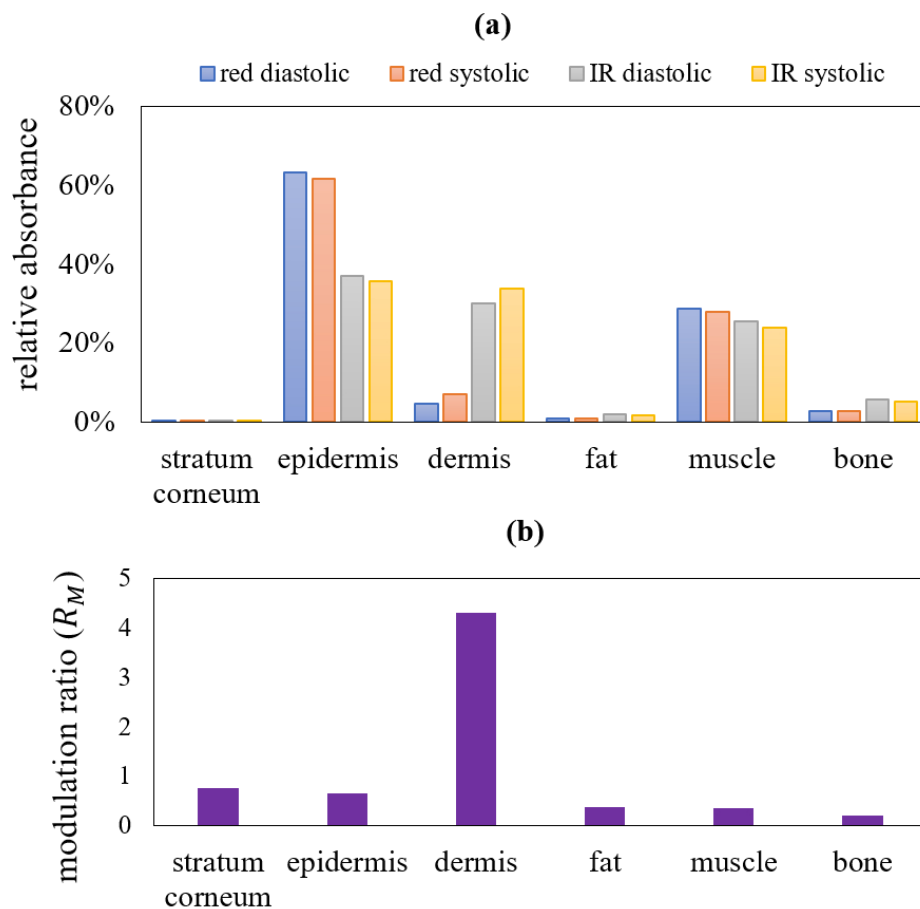 (a)
red diastolic red systolic IR diastolic IR systolic
relative absorbance
80%
60%
40%
20%
0%
stratum corneum epidermis dermis fat muscle bone
(b)
modulation ratio (R_M)
5
4
3
2
1
0
stratum corneum epidermis dermis fat muscle bone